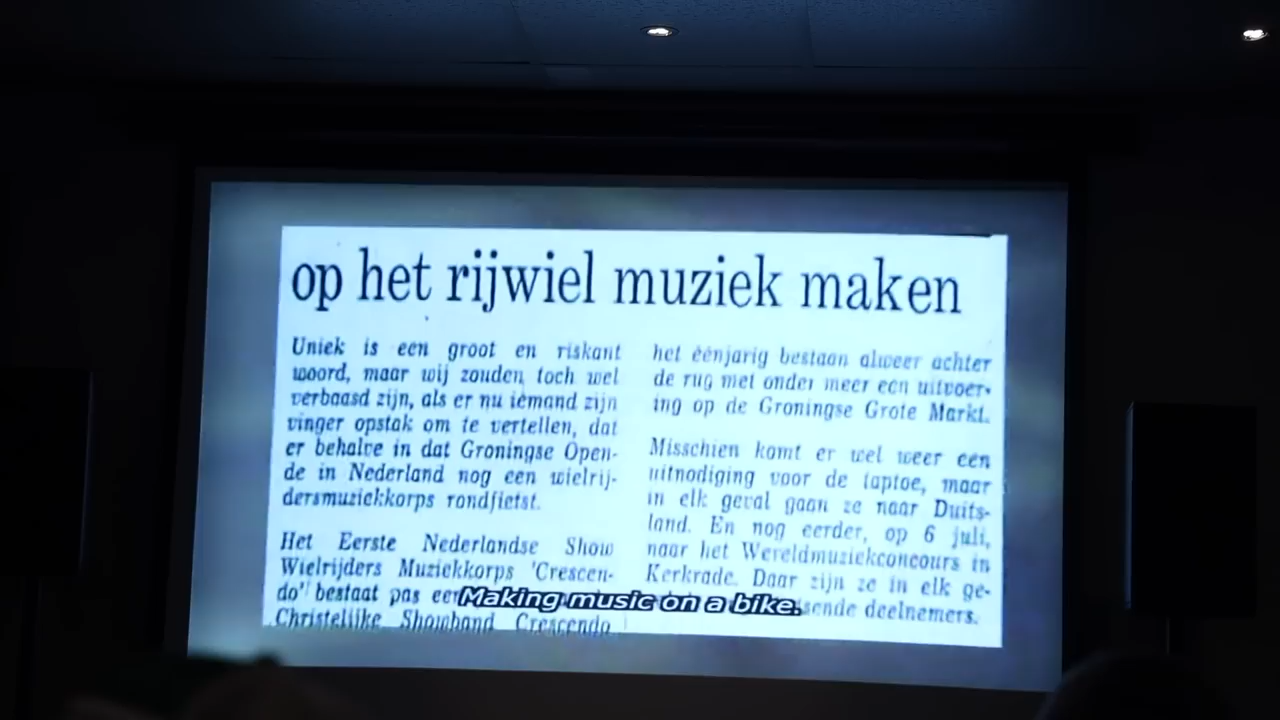 op het rijwiel muziek maken
Uniek is een groot en riskant
woord, maar wij zouden toch wel
verbaasd zijn, als er nu iemand zijn
vinger opstak om te vertellen, dat
er behalve in dat Groningse Open-
de in Nederland nog een wielrij-
dersmuziekkorps rondfietst.
Het Eerste Nederlandse Show
Wielrijders Muziekkorps 'Crescen-
do' bestaat pas
Christelijke Showband Crescendo
het éénjarig bestaan alweer achter
de rug met onder meer een uitvoer-
ing op de Groningse Grote Markt.
Misschien komt er wel weer een
uitnodiging voor de taptoe, maar
in elk geval gaan ze naar Duits-
land. En nog eerder, op 6 juli,
naar het Wereldmuziekconcours in
Kerkrade. Daar zijn ze in elk ge-
deelnemers.
Making music on a bike.